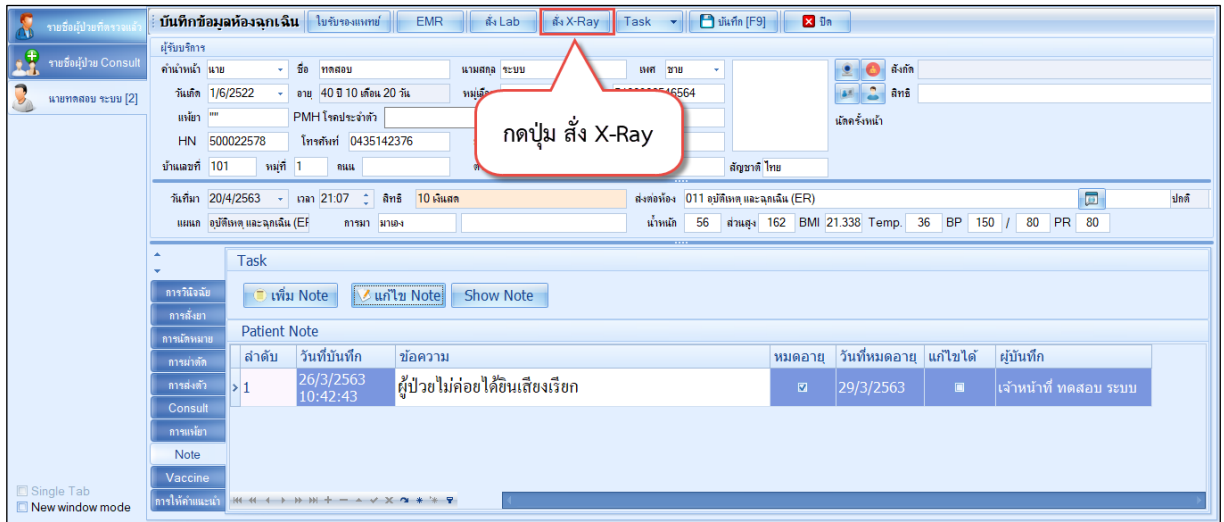 รายชื่อผู้ป่วยที่ตรวจแล้ว
รายชื่อผู้ป่วย Consult
นายทดสอบ ระบบ [2]
บันทึกข้อมูลห้องฉุกเฉิน ใบรับรองแพทย์ EMR สั่ง Lab สั่ง X-Ray Task บันทึก [F9] ปิด
ผู้รับบริการ
คำนำหน้า นาย ชื่อ ทดสอบ นามสกุล ระบบ เพศ ชาย สังกัด
วันเกิด 1/6/2522 อายุ 40 ปี 10 เดือน 20 วัน สิทธิ
แพ้ยา "" PMH โรคประจำตัว นัดครั้งหน้า
กดปุ่ม สั่ง X-Ray
HN 500022578 โทรศัพท์ 0435142376
บ้านเลขที่ 101 หมู่ที่ 1 ถนน สัญชาติ ไทย
วันที่มา 20/4/2563 เวลา 21:07 สิทธิ 10 เงินสด ส่งต่อห้อง 011 อุบัติเหตุ และฉุกเฉิน (ER) ปกติ
แผนก อุบัติเหตุ และฉุกเฉิน (EF การมา มาเอง น้ำหนัก 56 ส่วนสูง 162 BMI 21.338 Temp. 36 BP 150 / 80 PR 80
Task
เพิ่ม Note แก้ไข Note Show Note
Patient Note
ลำดับ วันที่บันทึก ข้อความ หมดอายุ วันที่หมดอายุ แก้ไขได้ ผู้บันทึก
1 26/3/2563 10:42:43 ผู้ป่วยไม่ค่อยได้ยินเสียงเรียก 29/3/2563 เจ้าหน้าที่ ทดสอบ ระบบ
การวินิจฉัย
การสั่งยา
การนัดหมาย
การผ่าตัด
การส่งตัว
Consult
การแพ้ยา
Note
Vaccine
การให้คำแนะนำ
Single Tab
New window mode